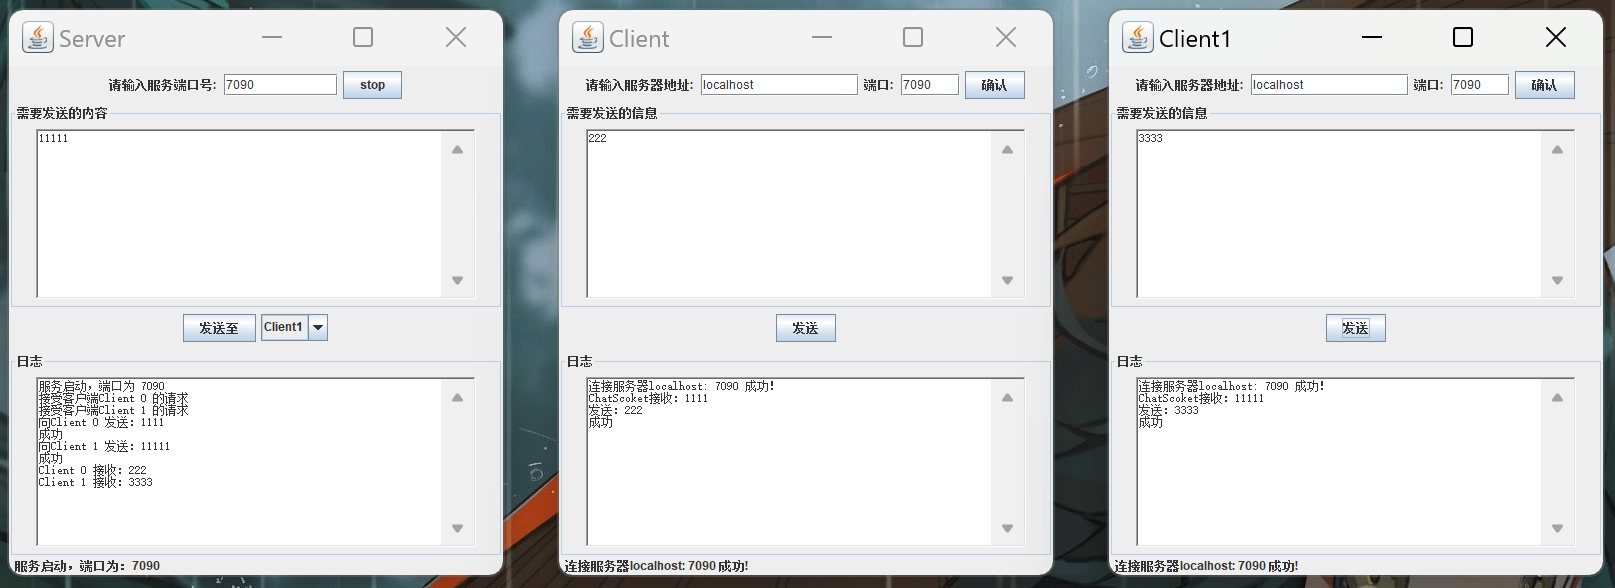 Server
请输入服务端口号: 7090 stop
需要发送的内容
11111
发送至 Client1
日志
服务启动，端口为 7090
接受客户端Client 0 的请求
接受客户端Client 1 的请求
向Client 0 发送：1111
成功
向Client 1 发送：11111
成功
Client 0 接收：222
Client 1 接收：3333
服务启动，端口为：7090
Client
请输入服务器地址: localhost 端口: 7090 确认
需要发送的信息
222
发送
日志
连接服务器localhost: 7090 成功!
ChatScoket接收：1111
发送：222
成功
连接服务器localhost: 7090 成功!
Client1
请输入服务器地址: localhost 端口: 7090 确认
需要发送的信息
3333
发送
日志
连接服务器localhost: 7090 成功!
ChatScoket接收：11111
发送：3333
成功
连接服务器localhost: 7090 成功!